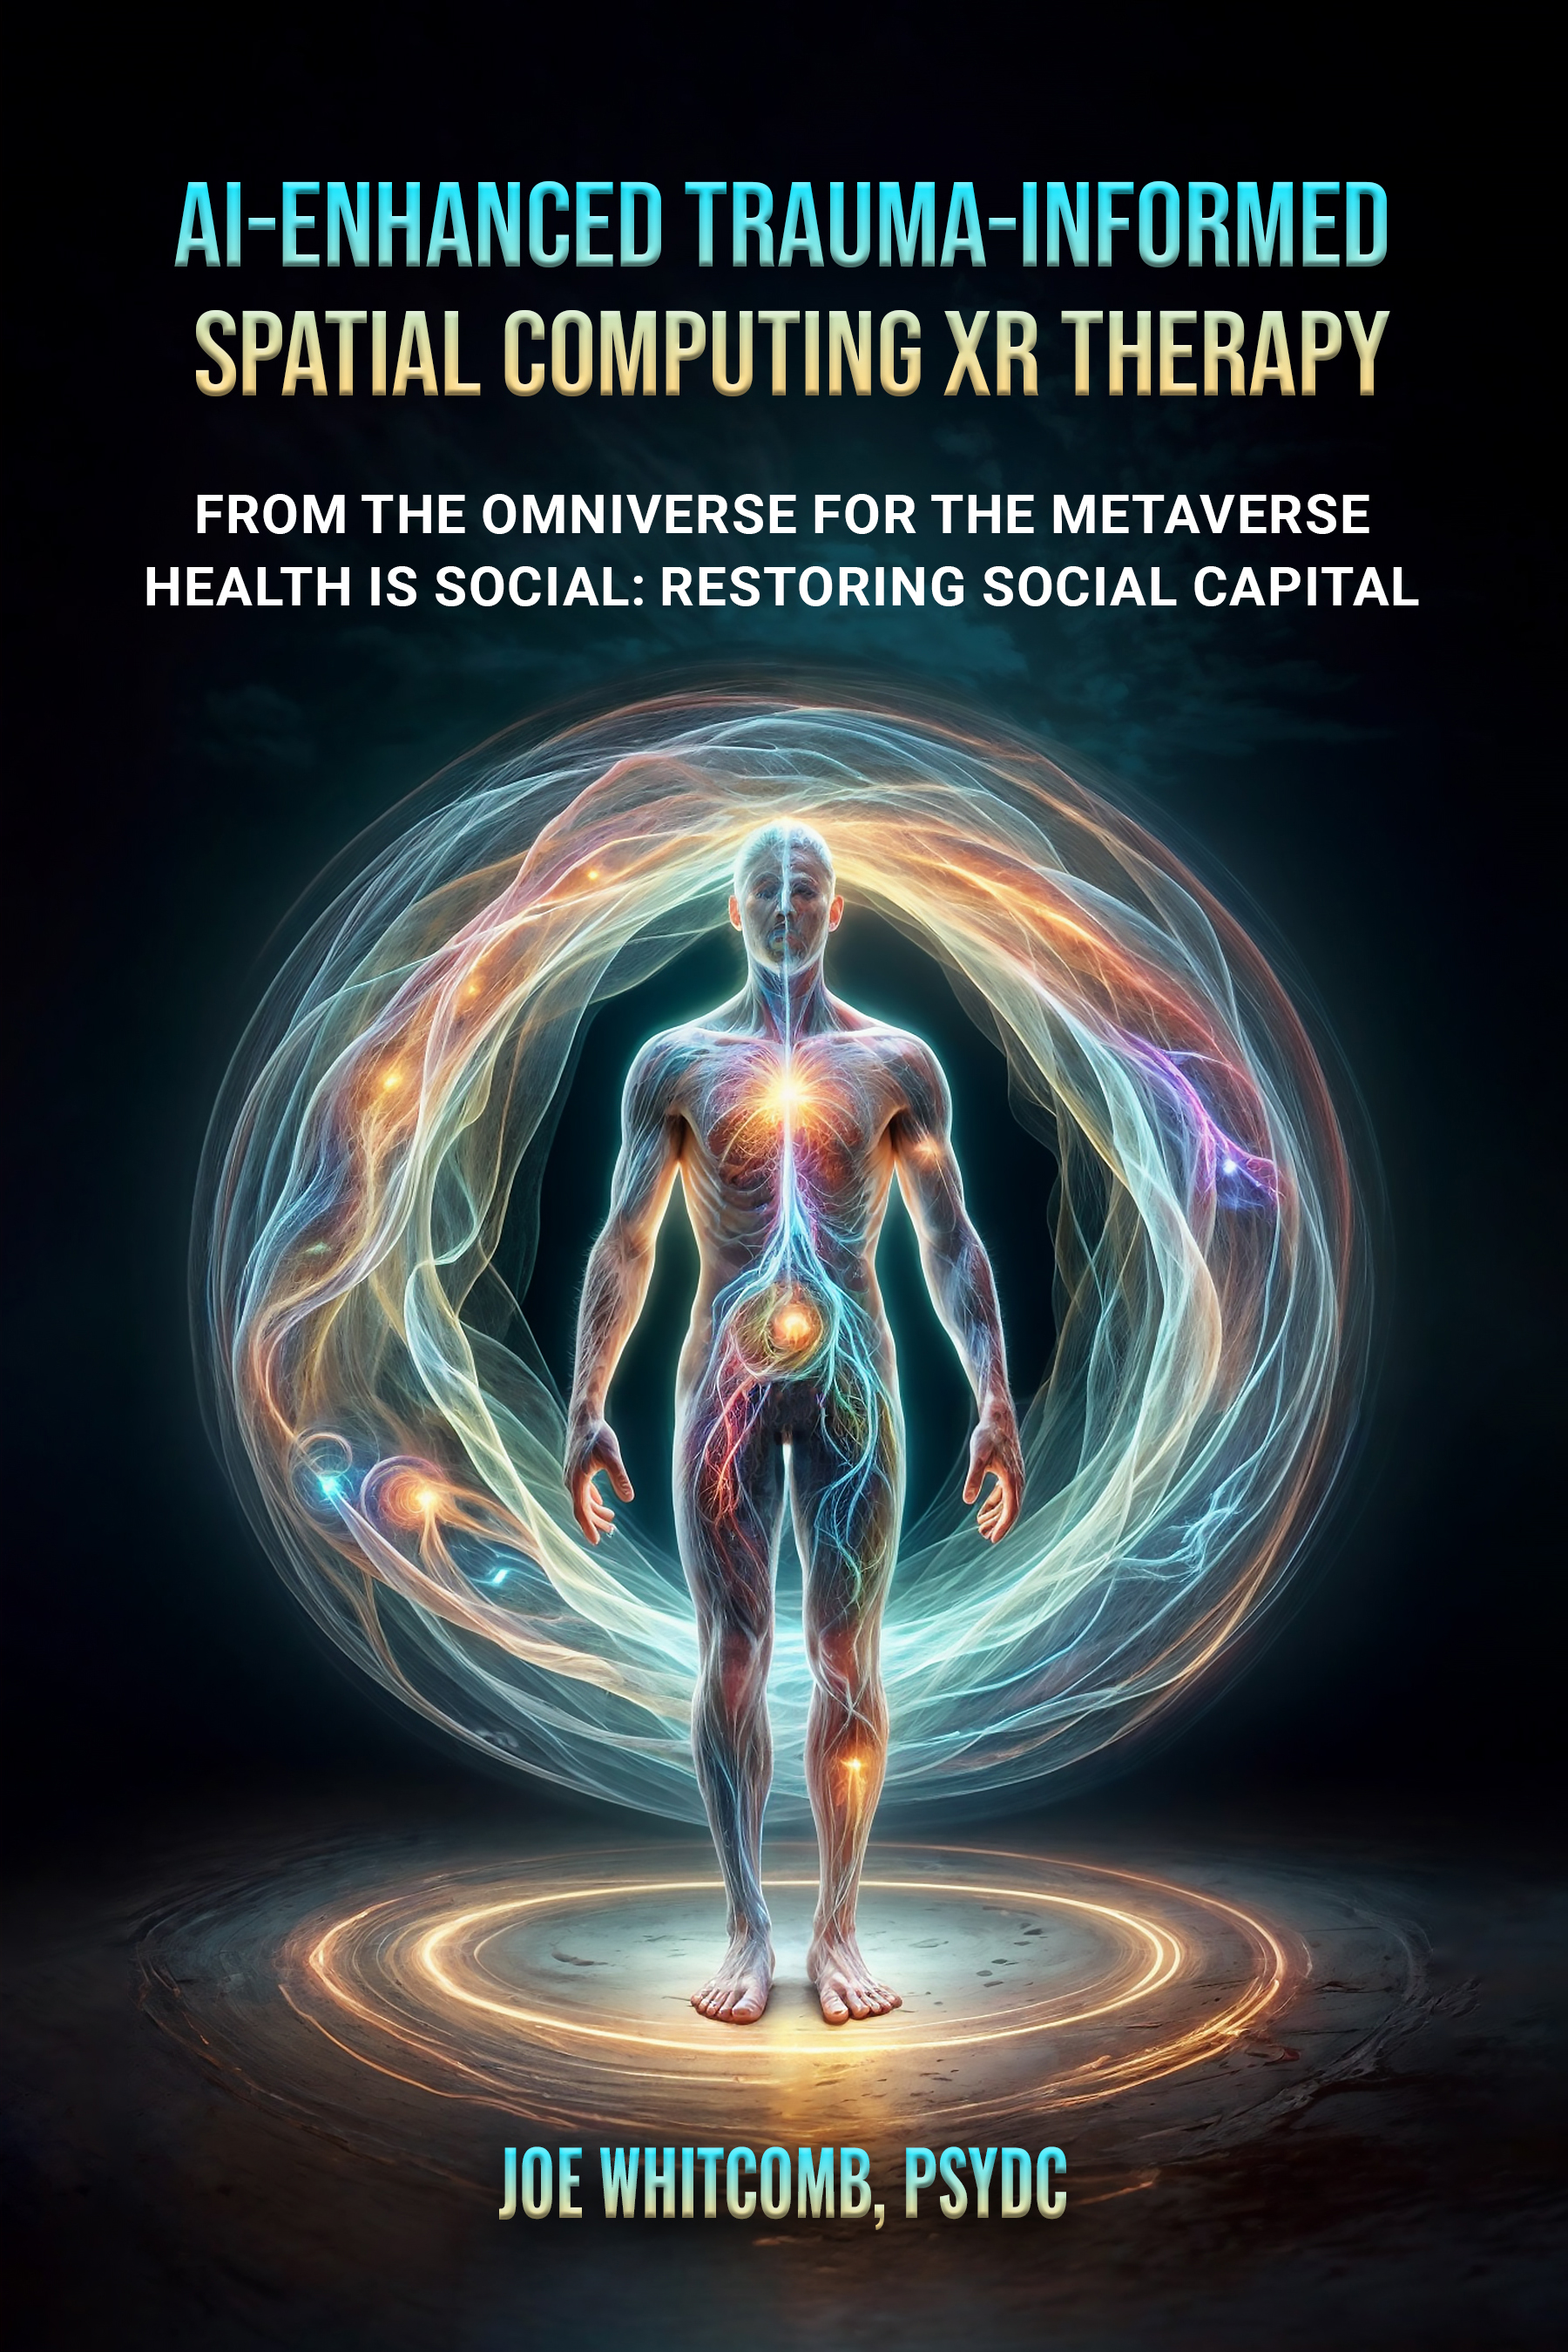 AI-ENHANCED TRAUMA-INFORMED
SPATIAL COMPUTING XR THERAPY
FROM THE OMNIVERSE FOR THE METAVERSE
HEALTH IS SOCIAL: RESTORING SOCIAL CAPITAL
JOE WHITCOMB, PSYDC